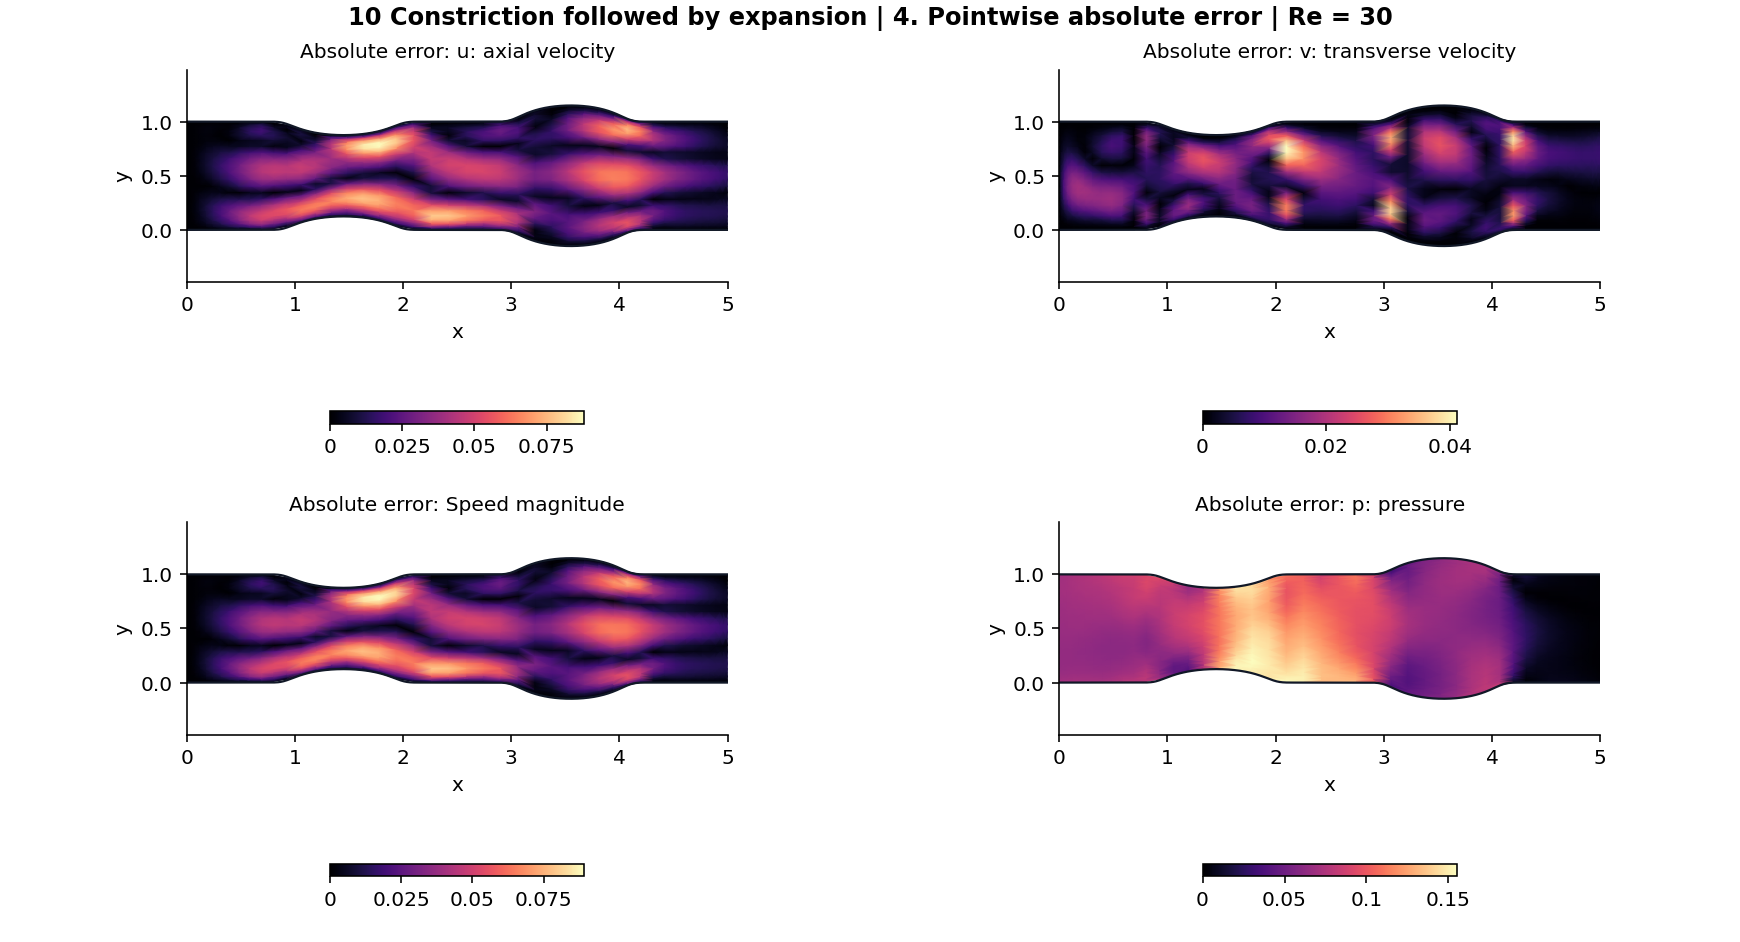 10 Constriction followed by expansion | 4. Pointwise absolute error | Re = 30
Absolute error: u: axial velocity
1.0
0.5
0.0
y
0 1 2 3 4 5
x
0 0.025 0.05 0.075
Absolute error: v: transverse velocity
1.0
0.5
0.0
y
0 1 2 3 4 5
x
0 0.02 0.04
Absolute error: Speed magnitude
1.0
0.5
0.0
y
0 1 2 3 4 5
x
0 0.025 0.05 0.075
Absolute error: p: pressure
1.0
0.5
0.0
y
0 1 2 3 4 5
x
0 0.05 0.1 0.15